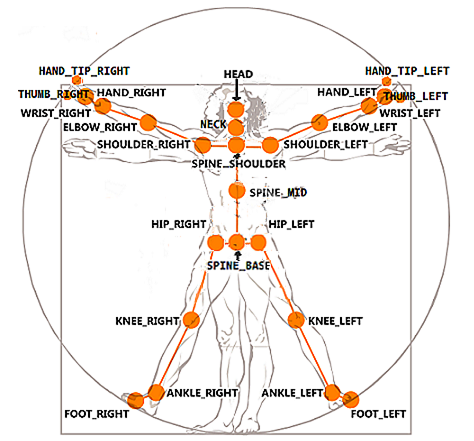 HAND_TIP_RIGHT
HAND_TIP_LEFT
HEAD
THUMB_RIGHT
HAND_RIGHT
HAND_LEFT
THUMB_LEFT
WRIST_RIGHT
WRIST_LEFT
NECK
ELBOW_RIGHT
ELBOW_LEFT
SHOULDER_RIGHT
SHOULDER_LEFT
SPINE_SHOULDER
SPINE_MID
HIP_RIGHT
HIP_LEFT
SPINE_BASE
KNEE_RIGHT
KNEE_LEFT
ANKLE_RIGHT
ANKLE_LEFT
FOOT_RIGHT
FOOT_LEFT